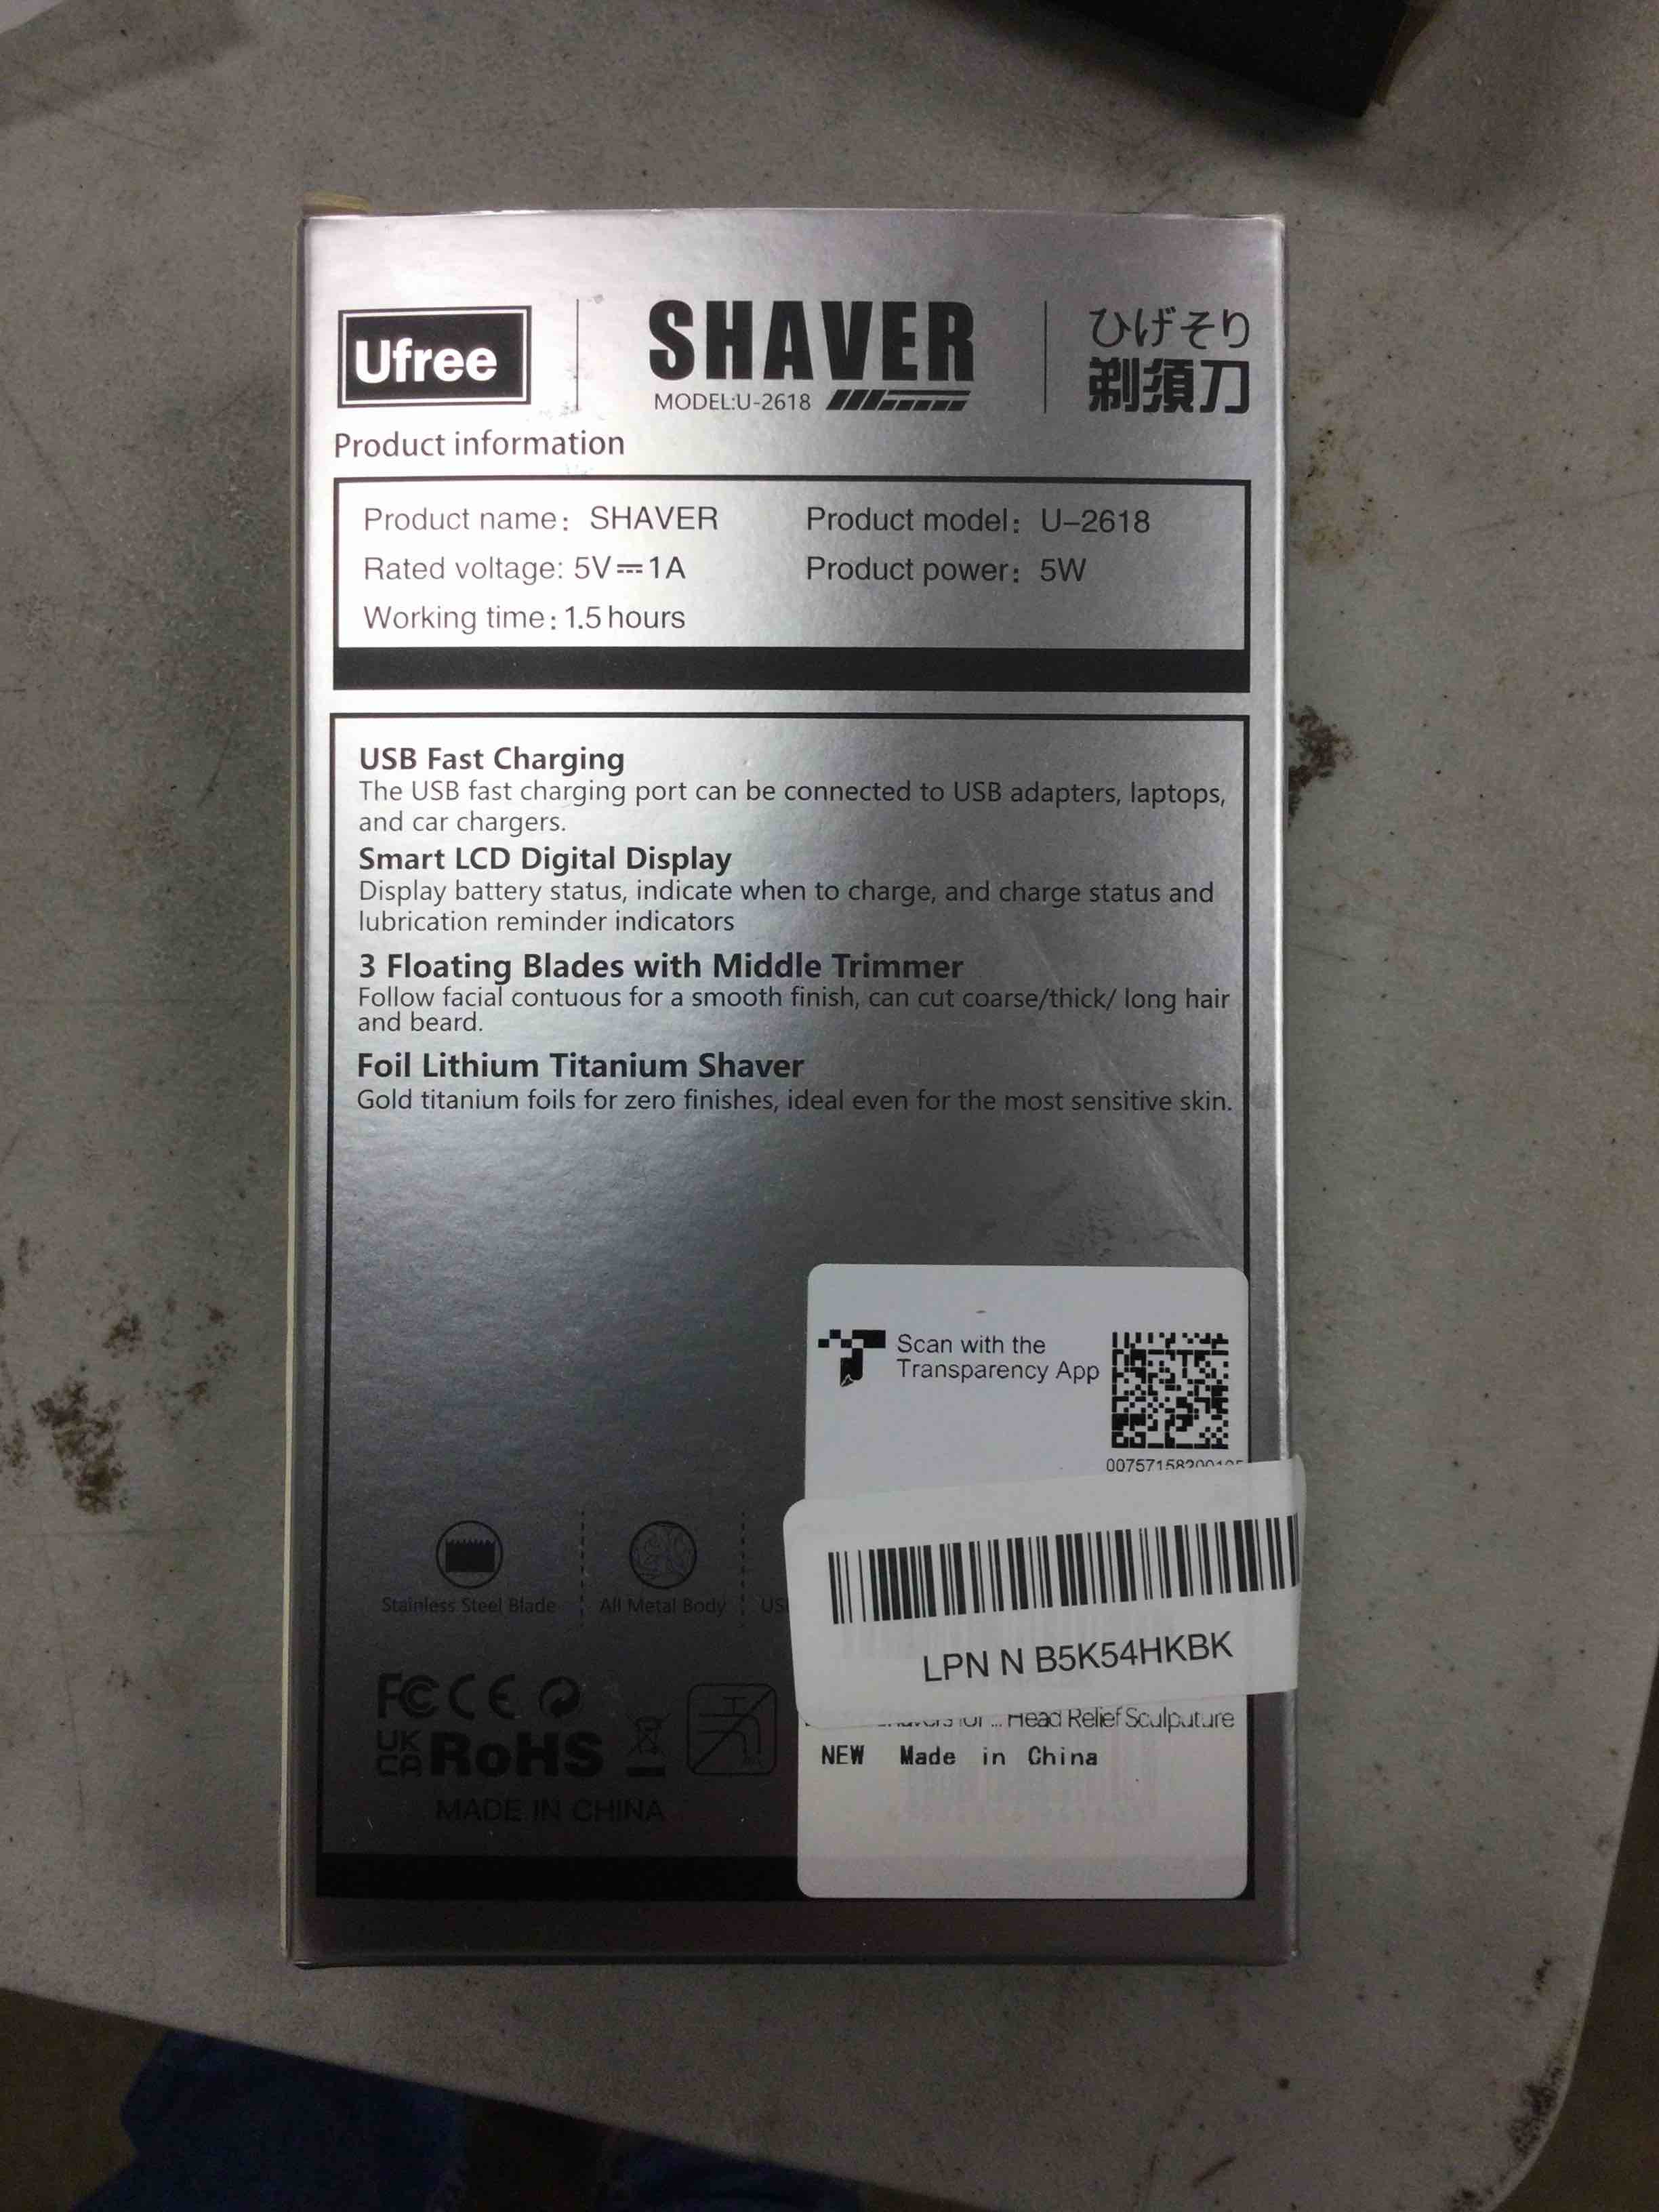 Ufree
SHAVER
MODEL:U-2618
ひげそり
剃須刀
Product information
Product name: SHAVER
Product model: U-2618
Rated voltage: 5V⎓1A
Product power: 5W
Working time: 1.5 hours
USB Fast Charging
The USB fast charging port can be connected to USB adapters, laptops,
and car chargers.
Smart LCD Digital Display
Display battery status, indicate when to charge, and charge status and
lubrication reminder indicators
3 Floating Blades with Middle Trimmer
Follow facial contuous for a smooth finish, can cut coarse/thick/ long hair
and beard.
Foil Lithium Titanium Shaver
Gold titanium foils for zero finishes, ideal even for the most sensitive skin.
Scan with the
Transparency App
LPN N B5K54HKBK
Stainless Steel Blade
All Metal Body
FC CE
UK
CA RoHS
MADE IN CHINA
... Head Relief Sculputure
NEW Made in China